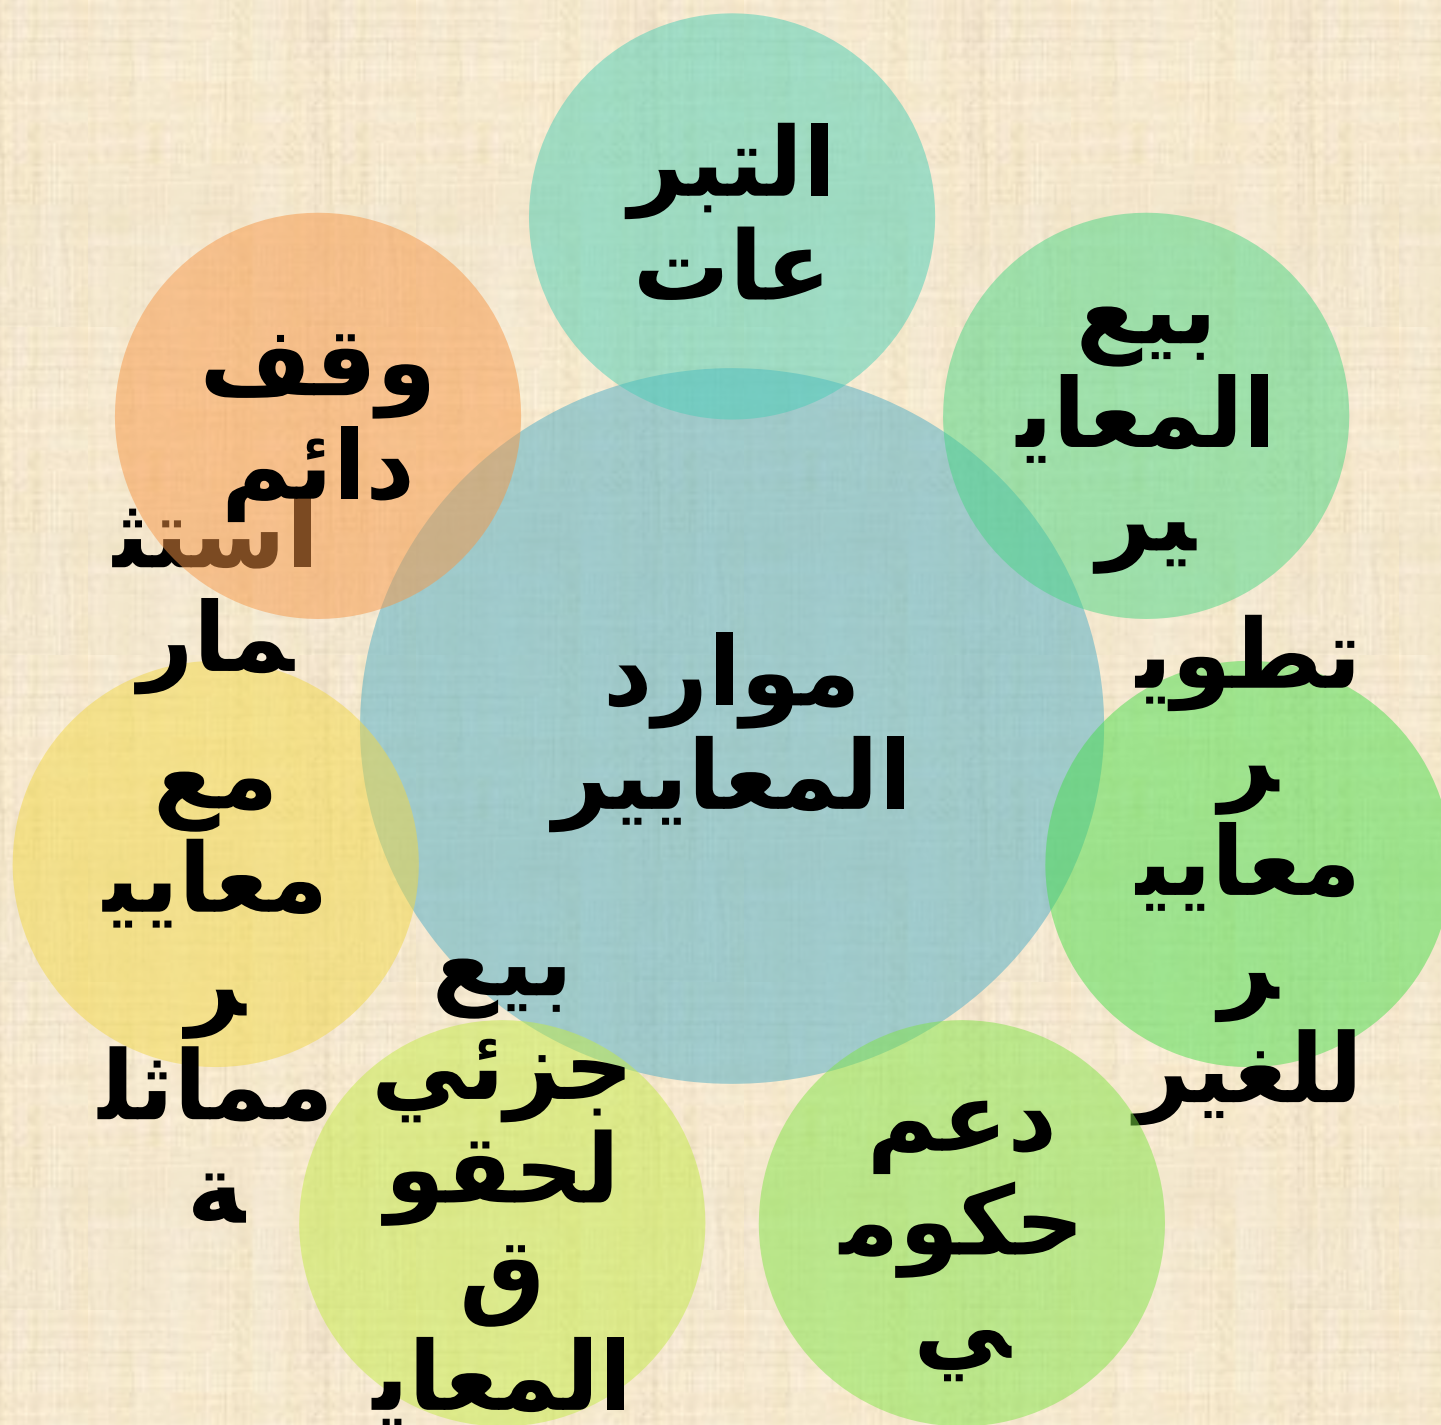 التبر
عات
بيع
المعاي
ير
تطوي
ر
معايي
ر
للغير
دعم
حكوم
ي
بيع
جزئي
لحقو
ق
المعاي
استث
مار
مع
معايي
ر
مماثل
ة
وقف
دائم
موارد
المعايير